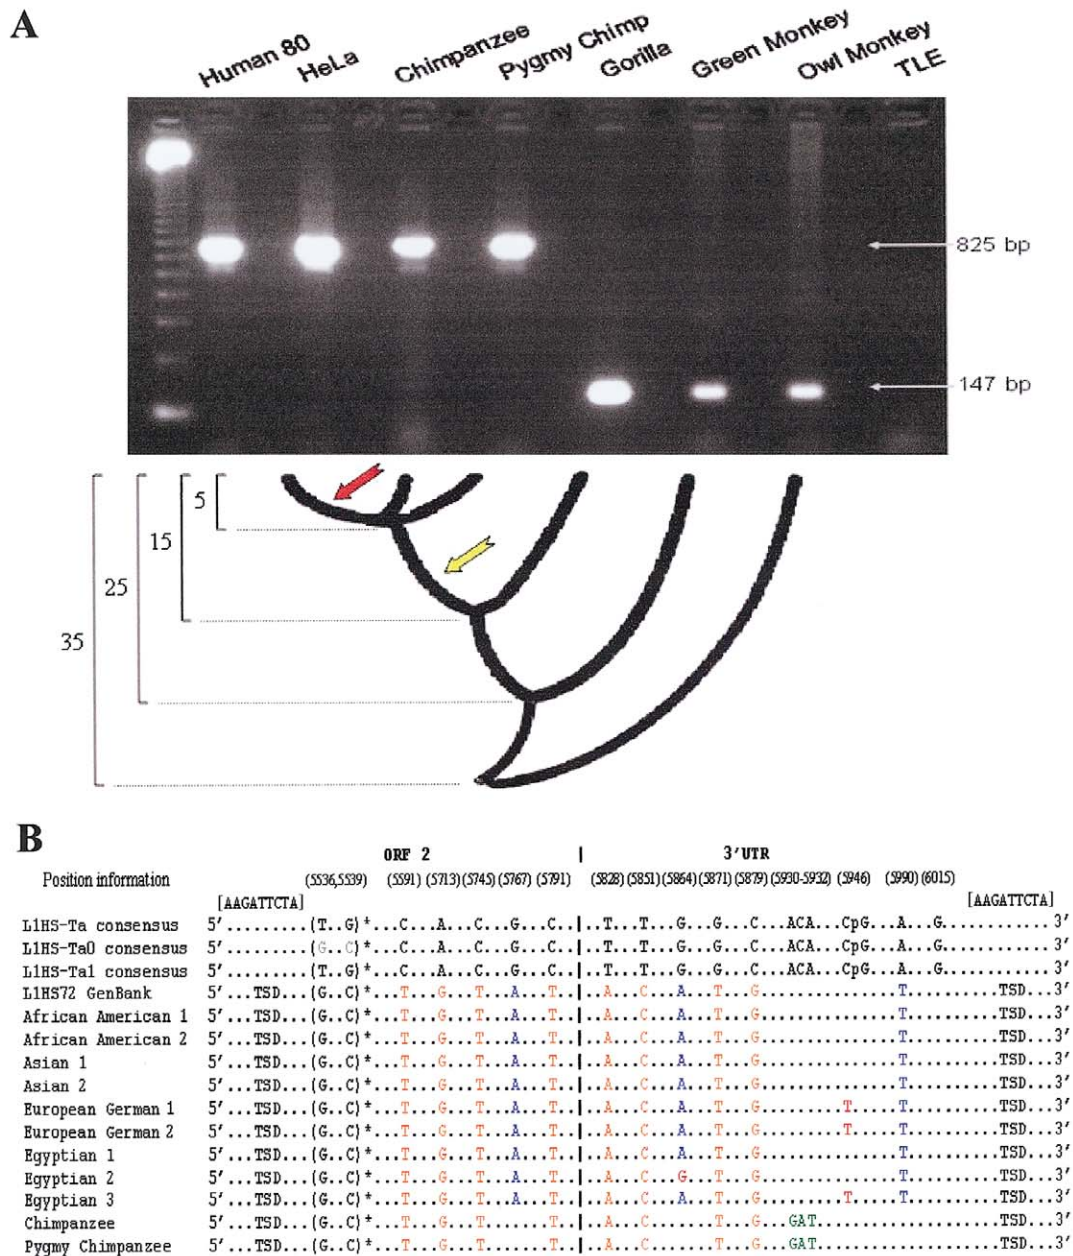 A
Human 80
HeLa
Chimpanzee
Pygmy Chimp
Gorilla
Green Monkey
Owl Monkey
TLE
825 bp
147 bp
5
15
25
35
B
ORF 2 | 3'UTR
Position information (5536,5539) (5591) (5713) (5745) (5767) (5791) (5828) (5851) (5864) (5871) (5879) (5930-5932) (5946) (5990) (6015)
[AAGATTCTA] [AAGATTCTA]
L1HS-Ta consensus 5'.........(T..G)*...C...A...C...G...C..|..T...T...G...G...C...ACA...CpG...A...G...........3'
L1HS-Ta0 consensus 5'.........(G..C)*...C...A...C...G...C..|..T...T...G...G...C...ACA...CpG...A...G...........3'
L1HS-Ta1 consensus 5'.........(T..G)*...C...A...C...G...C..|..T...T...G...G...C...ACA...CpG...A...G...........3'
L1HS72 GenBank 5'...TSD...(G..C)*...T...G...T...A...T..|..A...C...A...T...G..............T.........TSD...3'
African American 1 5'...TSD...(G..C)*...T...G...T...A...T..|..A...C...A...T...G..............T.........TSD...3'
African American 2 5'...TSD...(G..C)*...T...G...T...A...T..|..A...C...A...T...G..............T.........TSD...3'
Asian 1 5'...TSD...(G..C)*...T...G...T...A...T..|..A...C...A...T...G..............T.........TSD...3'
Asian 2 5'...TSD...(G..C)*...T...G...T...A...T..|..A...C...A...T...G..............T.........TSD...3'
European German 1 5'...TSD...(G..C)*...T...G...T...A...T..|..A...C...A...T...G.........T....T.........TSD...3'
European German 2 5'...TSD...(G..C)*...T...G...T...A...T..|..A...C...A...T...G.........T....T.........TSD...3'
Egyptian 1 5'...TSD...(G..C)*...T...G...T...A...T..|..A...C...A...T...G..............T.........TSD...3'
Egyptian 2 5'...TSD...(G..C)*...T...G...T...A...T..|..A...C...G...T...G..............T.........TSD...3'
Egyptian 3 5'...TSD...(G..C)*...T...G...T...A...T..|..A...C...A...T...G.........T....T.........TSD...3'
Chimpanzee 5'...TSD...(G..C)*...T...G...T.......T..|..A...C.......T...G...GAT..................TSD...3'
Pygmy Chimpanzee 5'...TSD...(G..C)*...T...G...T.......T..|..A...C.......T...G...GAT..................TSD...3'